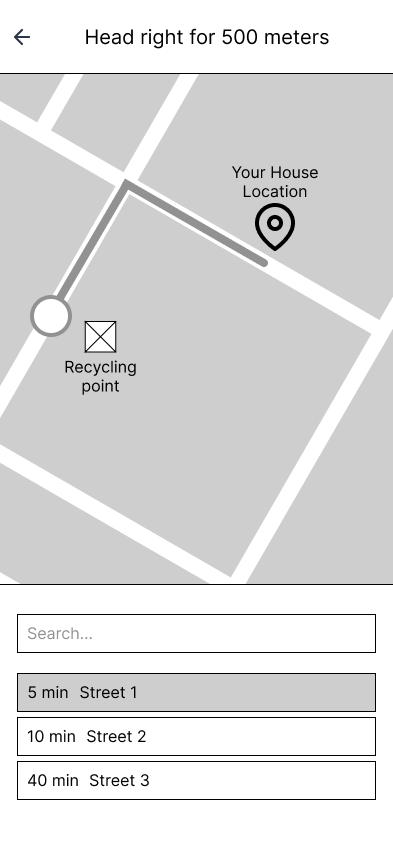 Head right for 500 meters
Your House
Location
Recycling
point
Search...
5 min Street 1
10 min Street 2
40 min Street 3